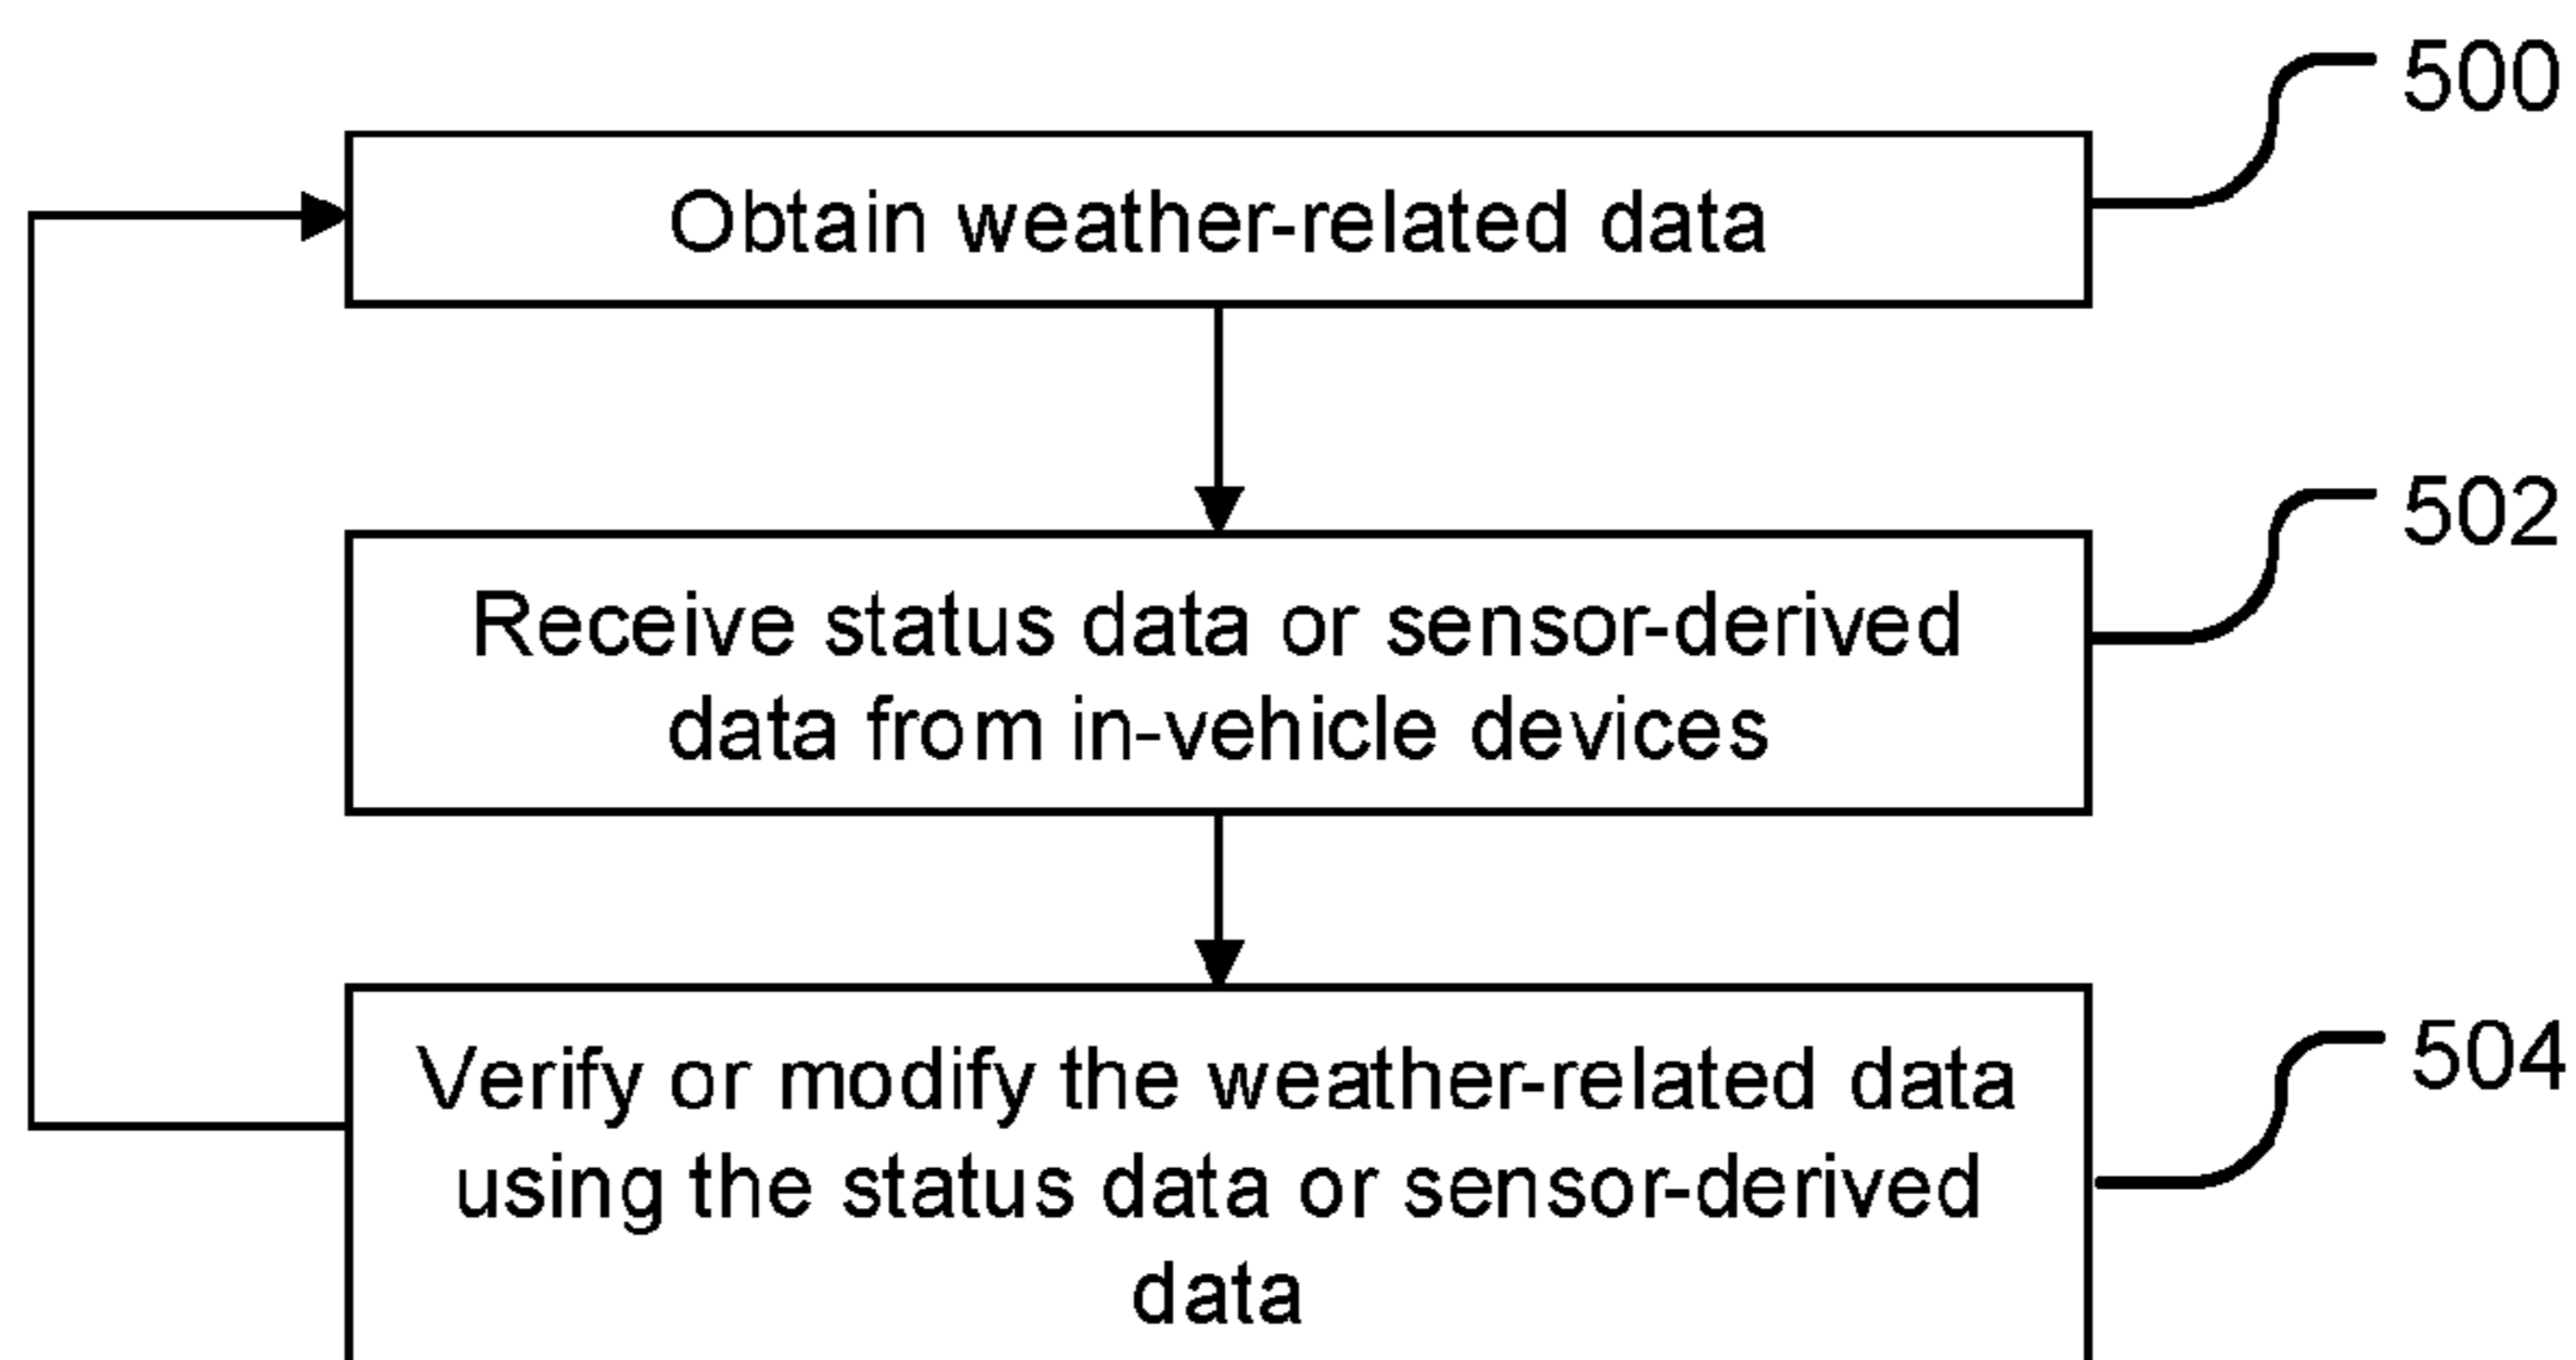 500
Obtain weather-related data
502
Receive status data or sensor-derived
data from in-vehicle devices
504
Verify or modify the weather-related data
using the status data or sensor-derived
data